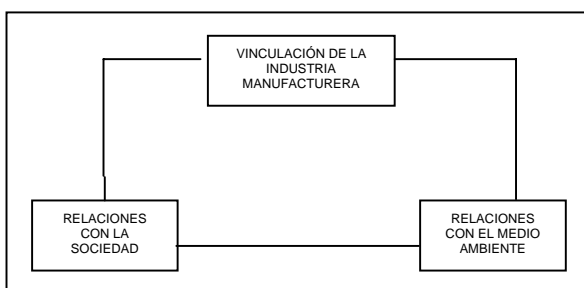 VINCULACIÓN DE LA
INDUSTRIA
MANUFACTURERA
RELACIONES
CON LA
SOCIEDAD
RELACIONES
CON EL MEDIO
AMBIENTE